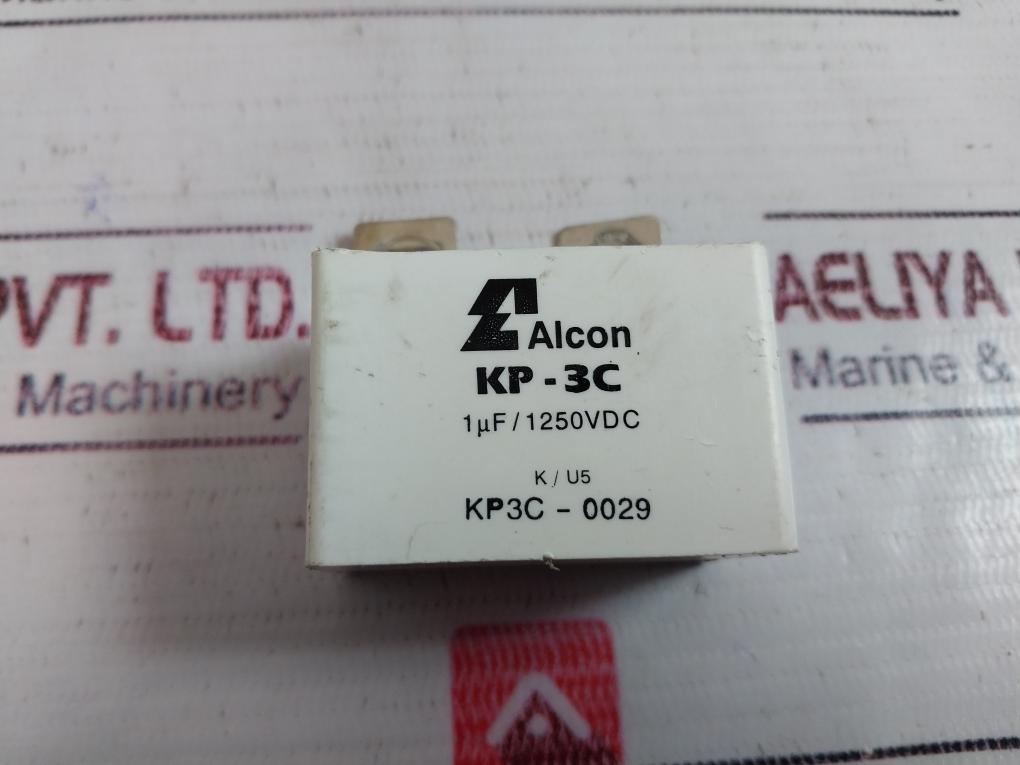 PVT. LTD.
Machinery
AELIYA
Marine &
Alcon
KP - 3C
1µF / 1250VDC
K / U5
KP3C - 0029